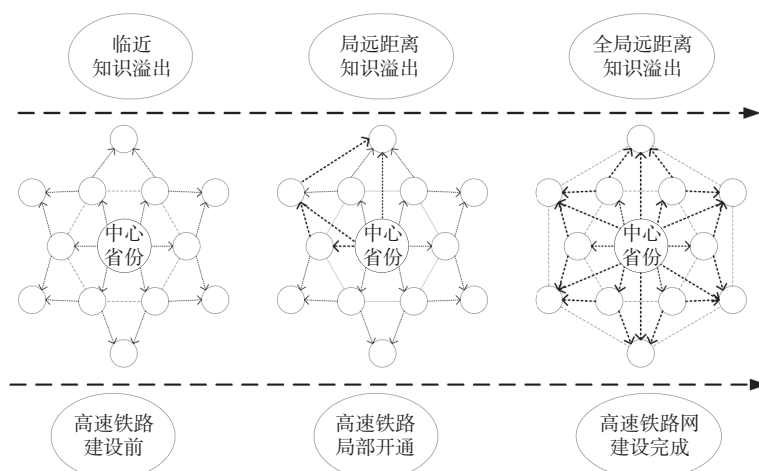 临近
知识溢出
局远距离
知识溢出
全局远距离
知识溢出
中心
省份
中心
省份
中心
省份
高速铁路
建设前
高速铁路
局部开通
高速铁路网
建设完成